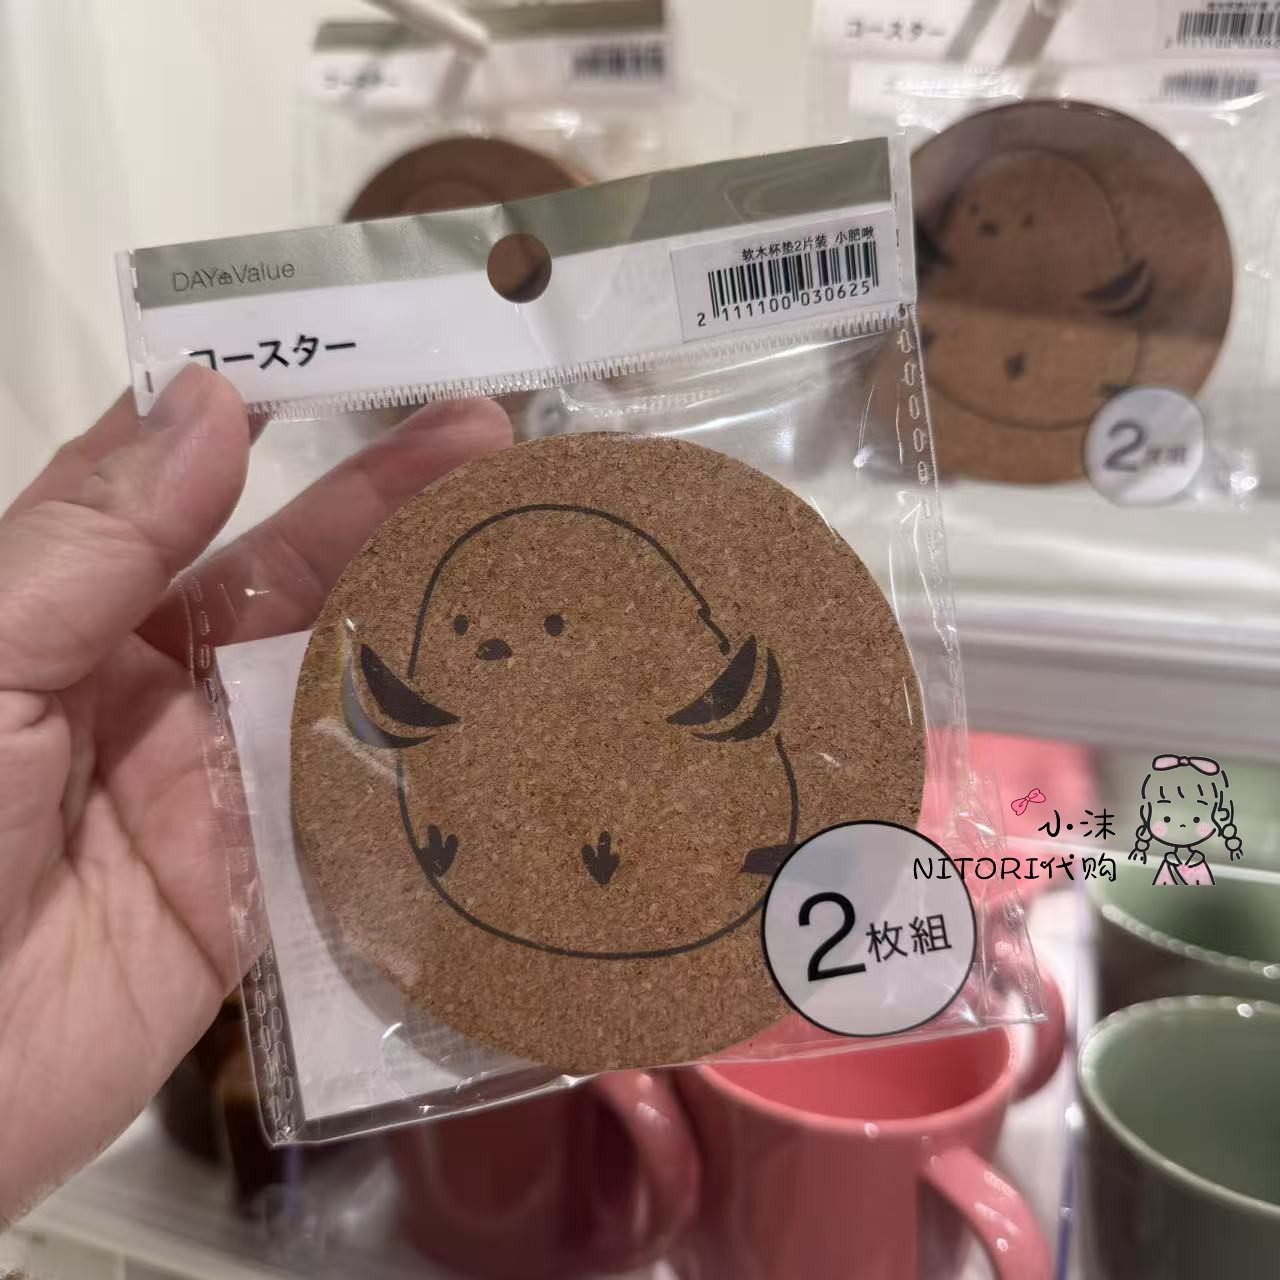 コースター
DAY Value
软木杯垫2片装 小肥啾
2 111100 030625
コースター
2枚組
2枚組
小沫
NITORI代购